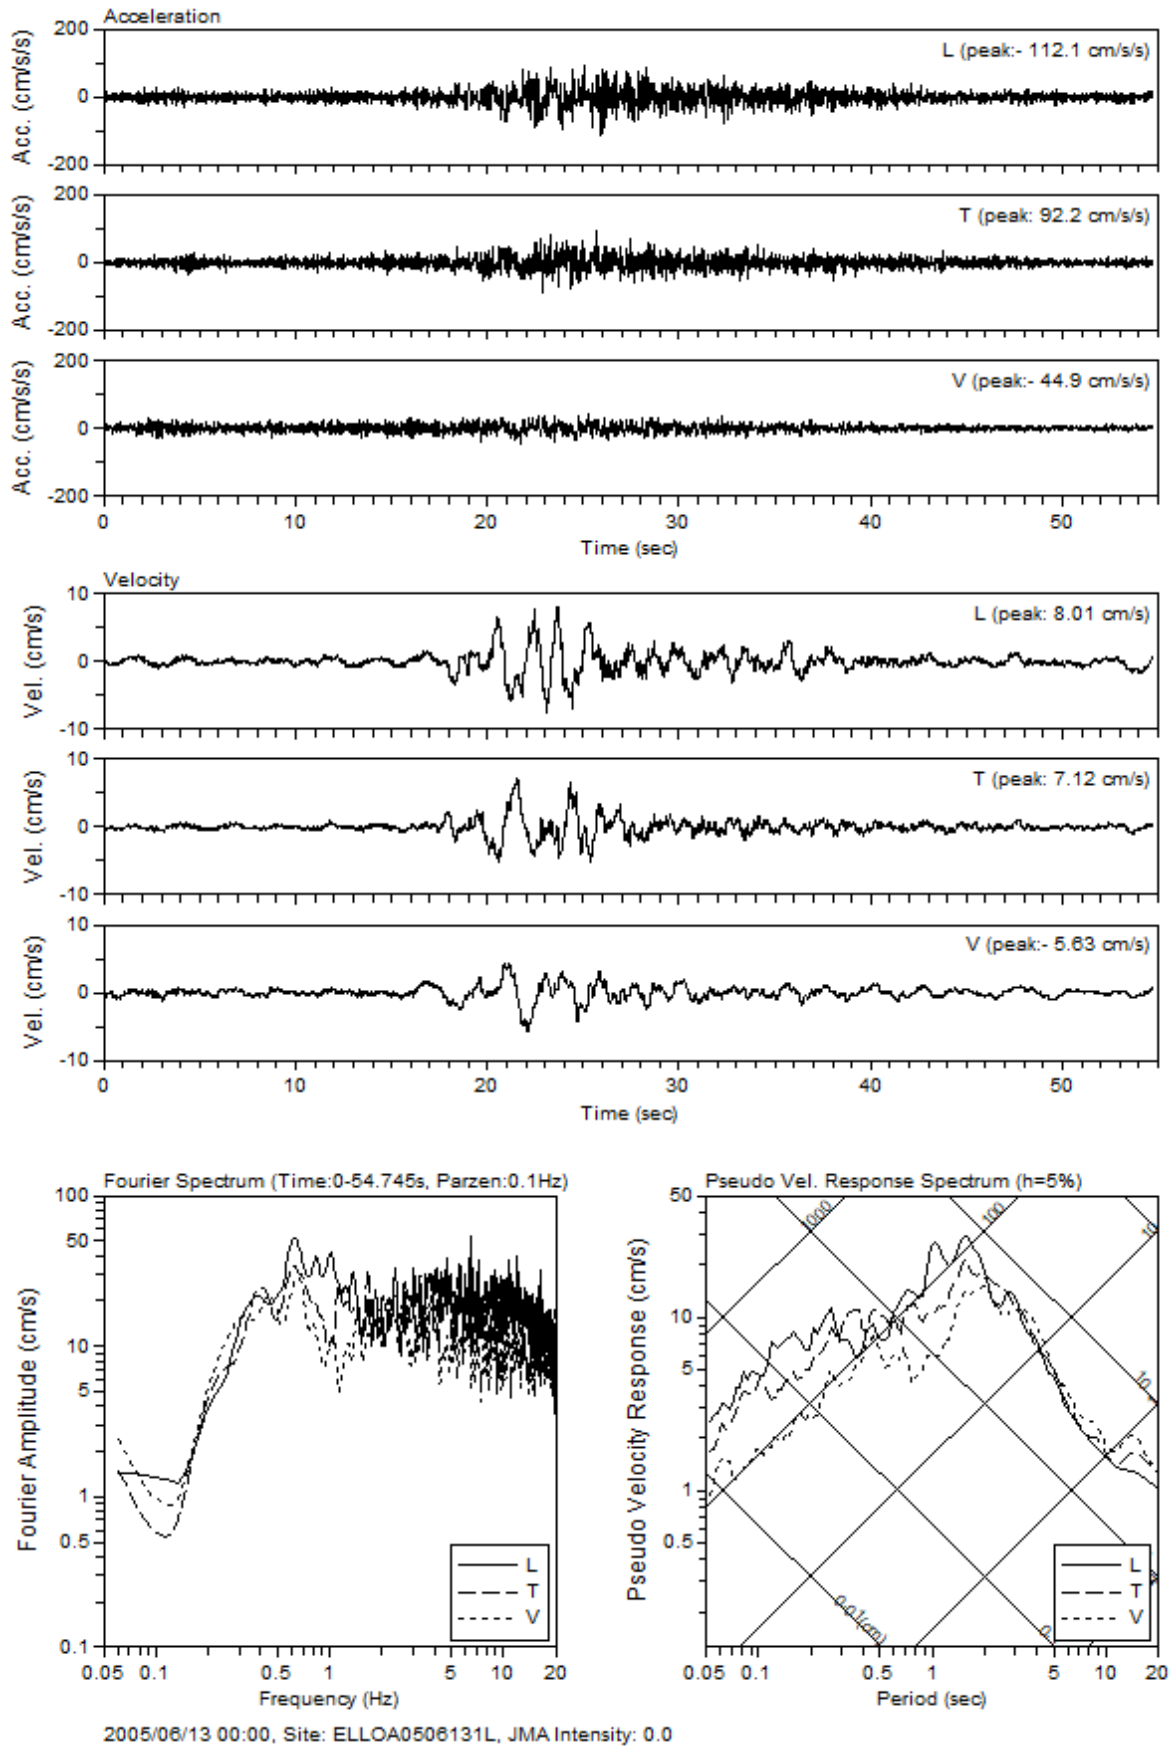 Acceleration
200
0
-200
Acc. (cm/s/s)
L (peak:- 112.1 cm/s/s)
200
0
-200
Acc. (cm/s/s)
T (peak: 92.2 cm/s/s)
200
0
-200
Acc. (cm/s/s)
V (peak:- 44.9 cm/s/s)
0 10 20 30 40 50
Time (sec)
Velocity
10
0
-10
Vel. (cm/s)
L (peak: 8.01 cm/s)
10
0
-10
Vel. (cm/s)
T (peak: 7.12 cm/s)
10
0
-10
Vel. (cm/s)
V (peak:- 5.63 cm/s)
0 10 20 30 40 50
Time (sec)
Fourier Spectrum (Time:0-54.745s, Parzen:0.1Hz)
100
50
10
5
1
0.5
0.1
Fourier Amplitude (cm/s)
L
T
V
0.05 0.1 0.5 1 5 10 20
Frequency (Hz)
Pseudo Vel. Response Spectrum (h=5%)
50
10
5
1
0.5
Pseudo Velocity Response (cm/s)
1000
100
10
10
0.01(cm)
0.
L
T
V
0.05 0.1 0.5 1 5 10 20
Period (sec)
2005/06/13 00:00, Site: ELLOA0506131L, JMA Intensity: 0.0